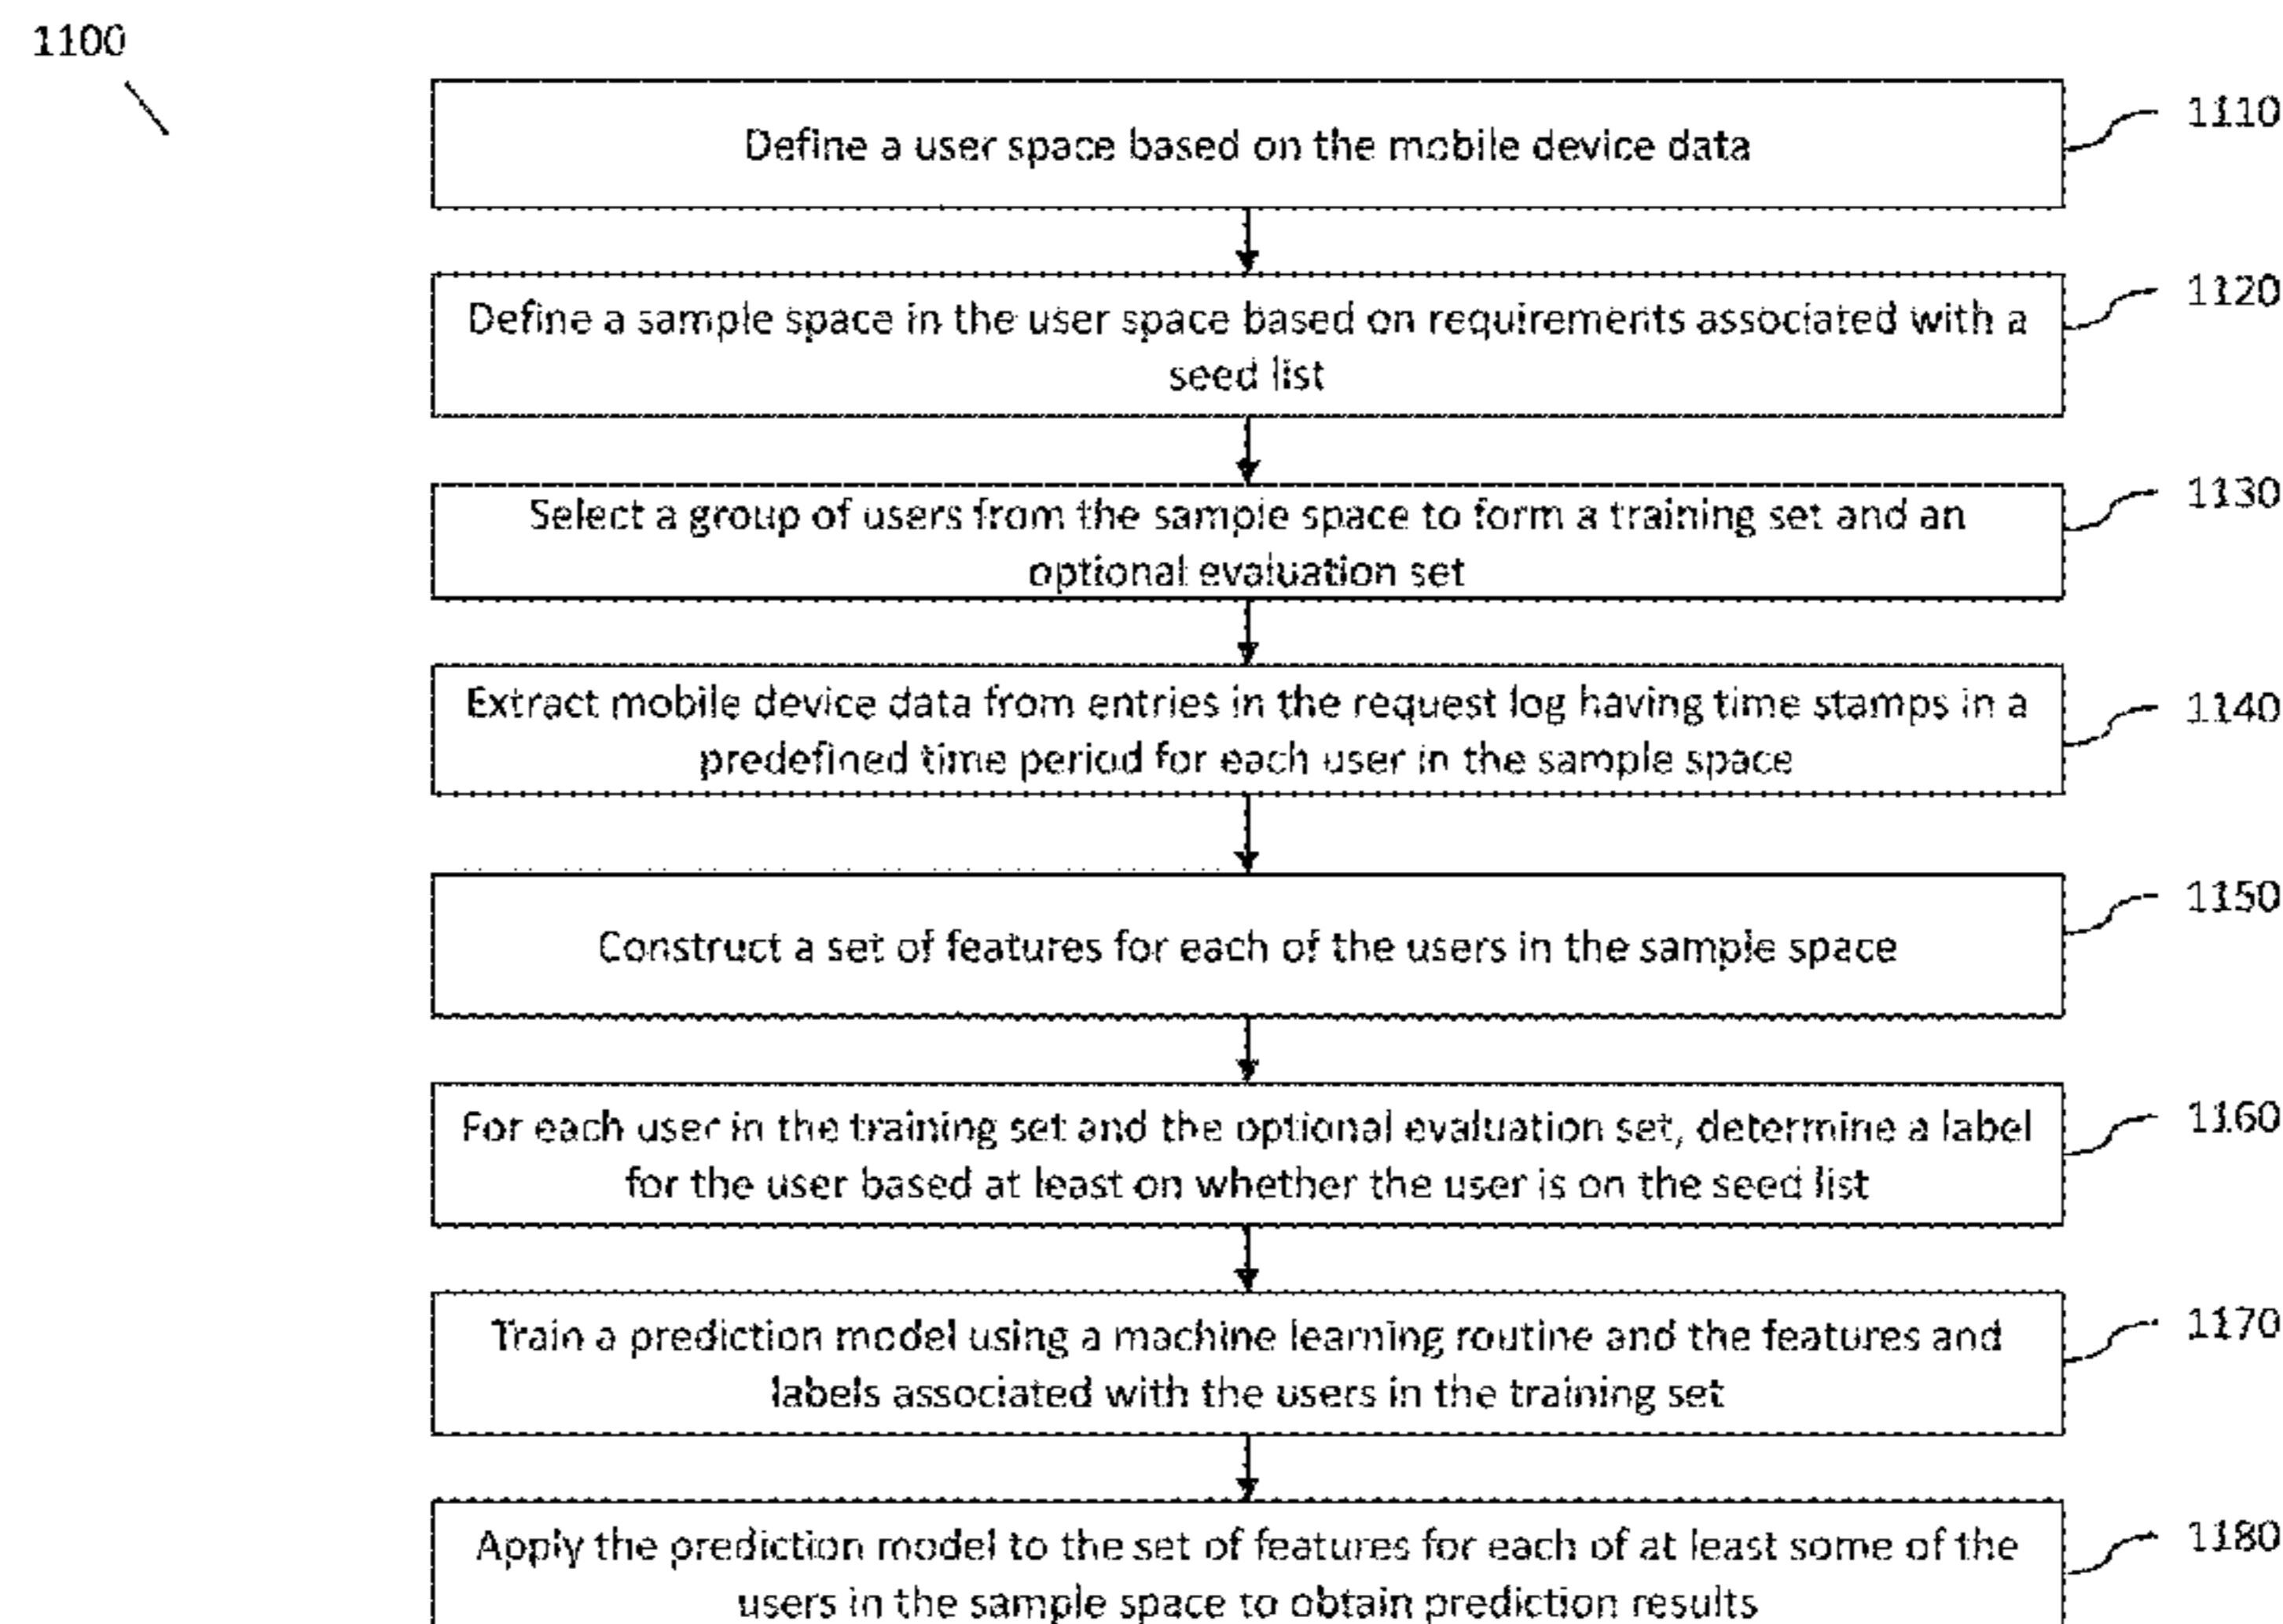 1100
Define a user space based on the mobile device data
1110
Define a sample space in the user space based on requirements associated with a
seed list
1120
Select a group of users from the sample space to form a training set and an
optional evaluation set
1130
Extract mobile device data from entries in the request log having time stamps in a
predefined time period for each user in the sample space
1140
Construct a set of features for each of the users in the sample space
1150
For each user in the training set and the optional evaluation set, determine a label
for the user based at least on whether the user is on the seed list
1160
Train a prediction model using a machine learning routine and the features and
labels associated with the users in the training set
1170
Apply the prediction model to the set of features for each of at least some of the
users in the sample space to obtain prediction results
1180